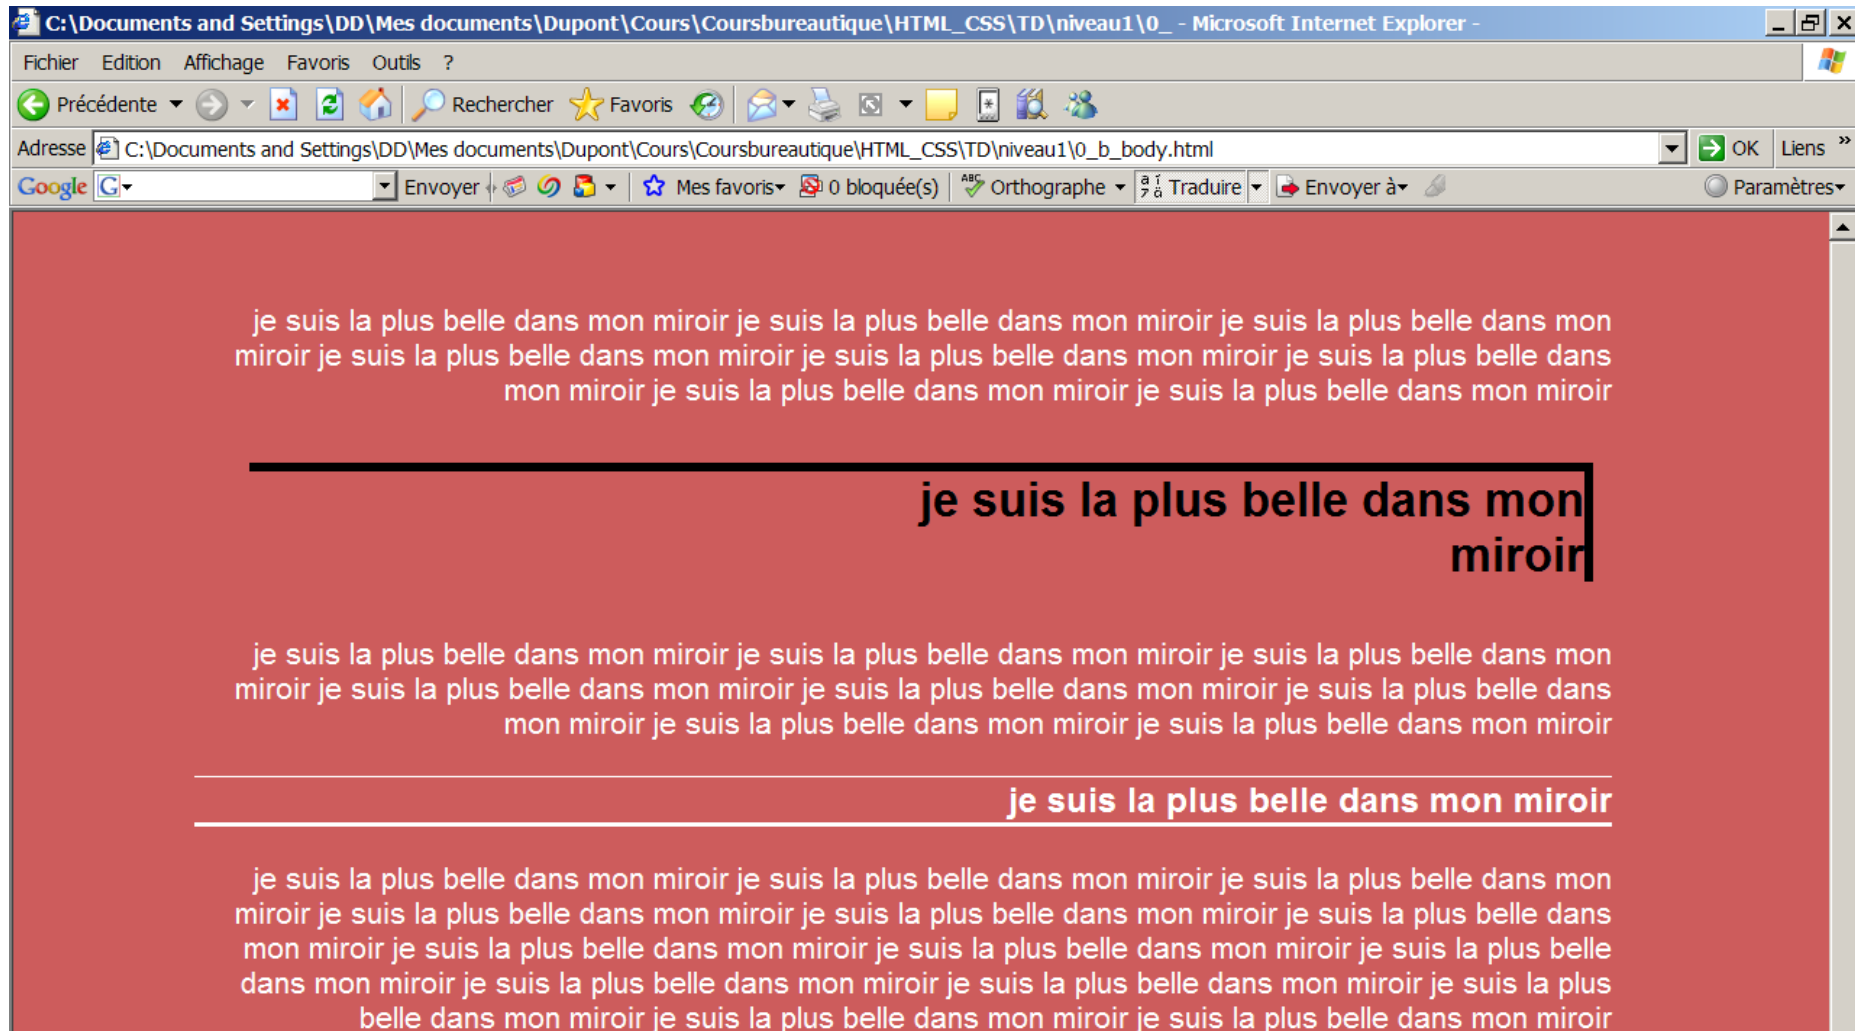 C:\Documents and Settings\DD\Mes documents\Dupont\Cours\Coursbureautique\HTML_CSS\TD\niveau1\0_ - Microsoft Internet Explorer -
Fichier Edition Affichage Favoris Outils ?
Précédente Rechercher Favoris
Adresse C:\Documents and Settings\DD\Mes documents\Dupont\Cours\Coursbureautique\HTML_CSS\TD\niveau1\0_b_body.html OK Liens »
Google G Envoyer Mes favoris 0 bloquée(s) ABC Orthographe Traduire Envoyer à Paramètres
je suis la plus belle dans mon miroir je suis la plus belle dans mon miroir je suis la plus belle dans mon
miroir je suis la plus belle dans mon miroir je suis la plus belle dans mon miroir je suis la plus belle dans
mon miroir je suis la plus belle dans mon miroir je suis la plus belle dans mon miroir
je suis la plus belle dans mon
miroir
je suis la plus belle dans mon miroir je suis la plus belle dans mon miroir je suis la plus belle dans mon
miroir je suis la plus belle dans mon miroir je suis la plus belle dans mon miroir je suis la plus belle dans
mon miroir je suis la plus belle dans mon miroir je suis la plus belle dans mon miroir
je suis la plus belle dans mon miroir
je suis la plus belle dans mon miroir je suis la plus belle dans mon miroir je suis la plus belle dans mon
miroir je suis la plus belle dans mon miroir je suis la plus belle dans mon miroir je suis la plus belle dans
mon miroir je suis la plus belle dans mon miroir je suis la plus belle dans mon miroir je suis la plus belle
dans mon miroir je suis la plus belle dans mon miroir je suis la plus belle dans mon miroir je suis la plus
belle dans mon miroir je suis la plus belle dans mon miroir je suis la plus belle dans mon miroir